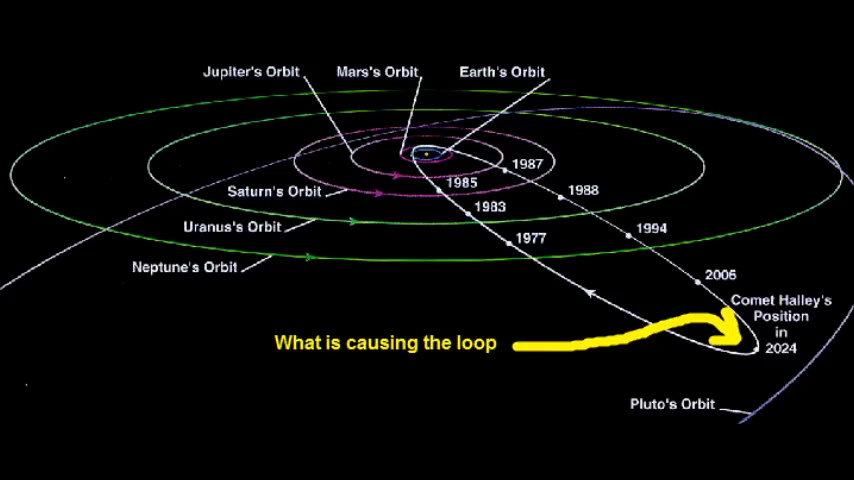 Jupiter's Orbit
Mars's Orbit
Earth's Orbit
1987
1985
Saturn's Orbit
1988
1983
Uranus's Orbit
1994
1977
Neptune's Orbit
2005
Comet Halley's
Position
in
2024
What is causing the loop
Pluto's Orbit